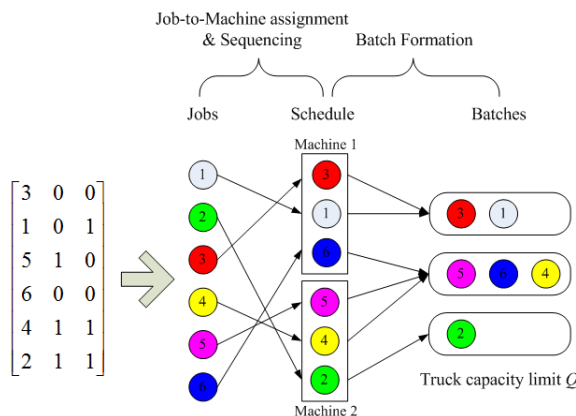 Job-to-Machine assignment
& Sequencing
Batch Formation
Jobs
Schedule
Batches
Machine 1
3 0 0
1 0 1
5 1 0
6 0 0
4 1 1
2 1 1
1
2
3
4
5
6
3
1
6
5
4
2
3 1
5 6 4
2
Truck capacity limit Q
Machine 2